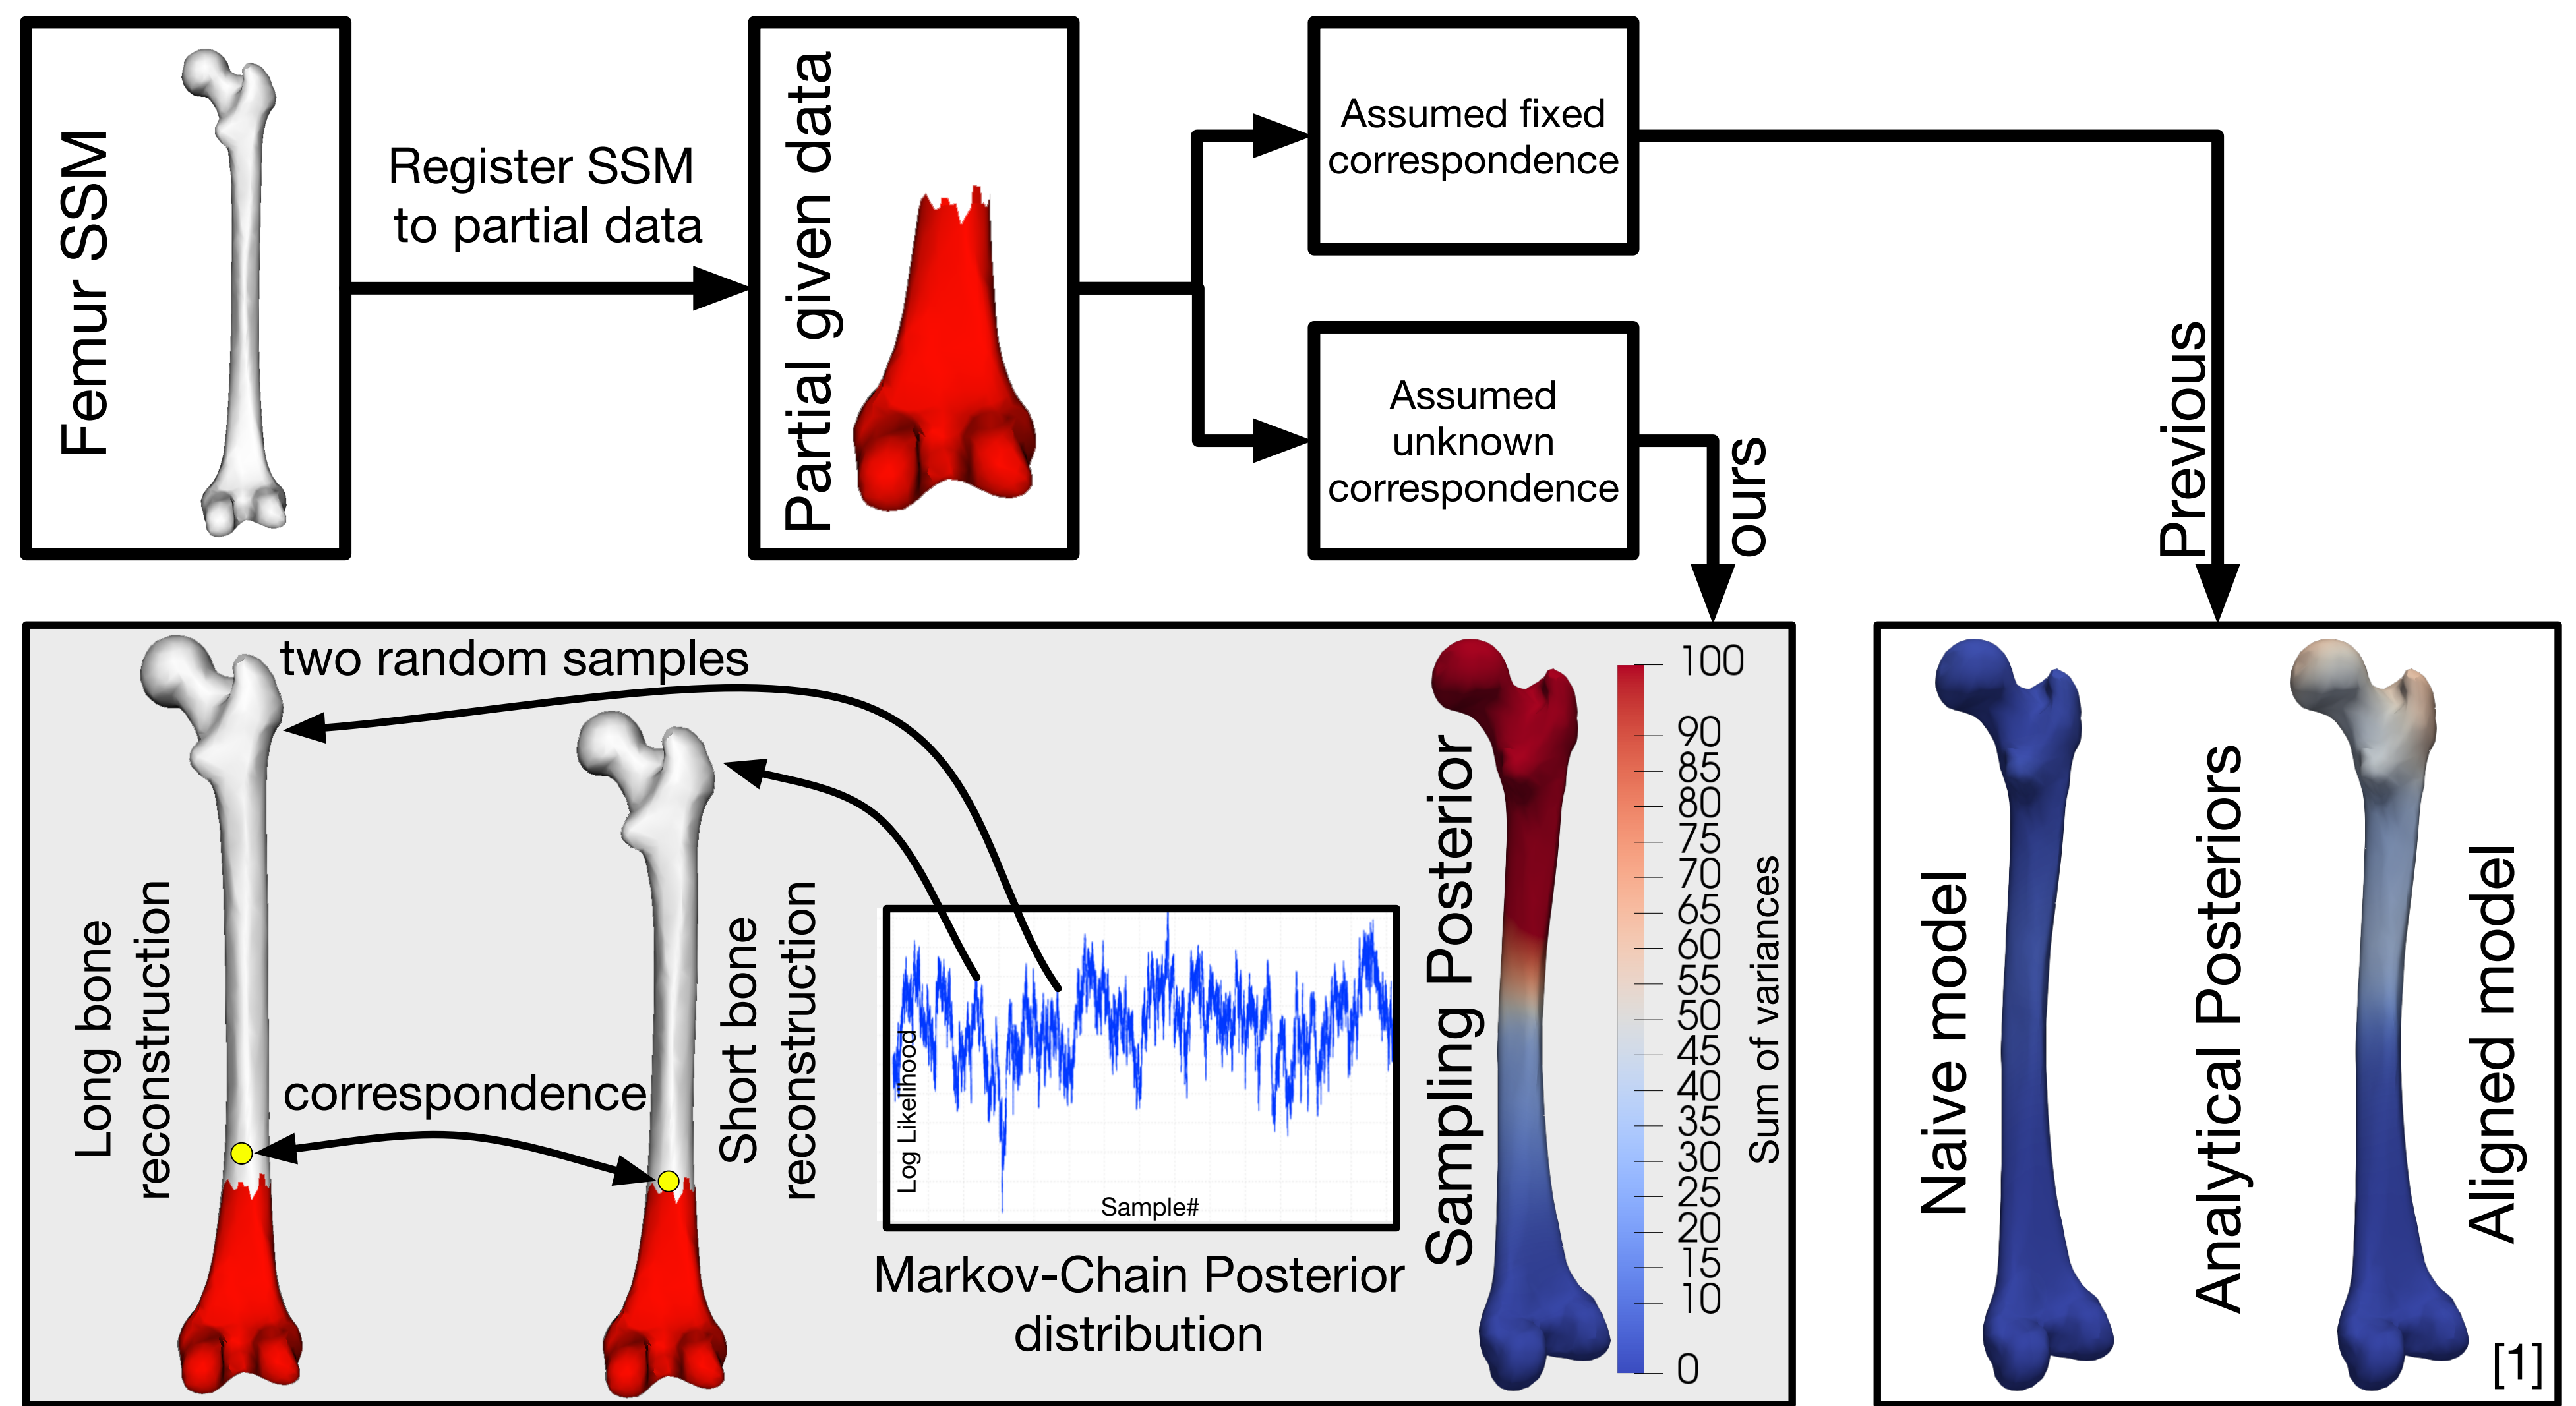 Femur SSM
Register SSM
to partial data
Partial given data
Assumed fixed
correspondence
Assumed
unknown
correspondence
ours
Previous
two random samples
Long bone
reconstruction
correspondence
Short bone
reconstruction
Log Likelihood
Sample#
Markov-Chain Posterior
distribution
Sampling Posterior
100
90
85
80
75
70
65
60
55
50
45
40
35
30
25
20
15
10
0
Sum of variances
Naive model
Analytical Posteriors
Aligned model
[1]